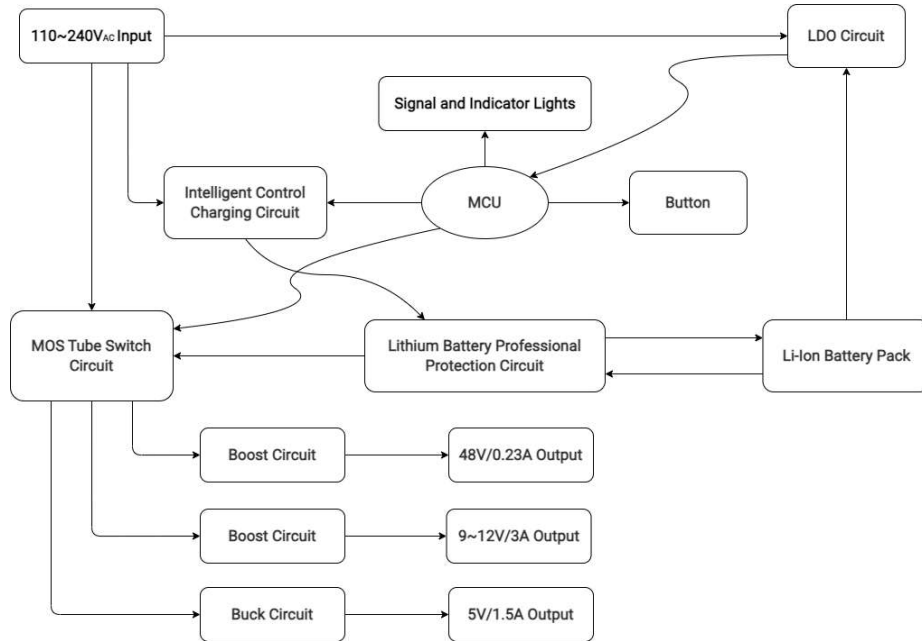 110~240VAC Input
LDO Circuit
Signal and Indicator Lights
Intelligent Control
Charging Circuit
MCU
Button
MOS Tube Switch
Circuit
Lithium Battery Professional
Protection Circuit
Li-Ion Battery Pack
Boost Circuit
48V/0.23A Output
Boost Circuit
9~12V/3A Output
Buck Circuit
5V/1.5A Output